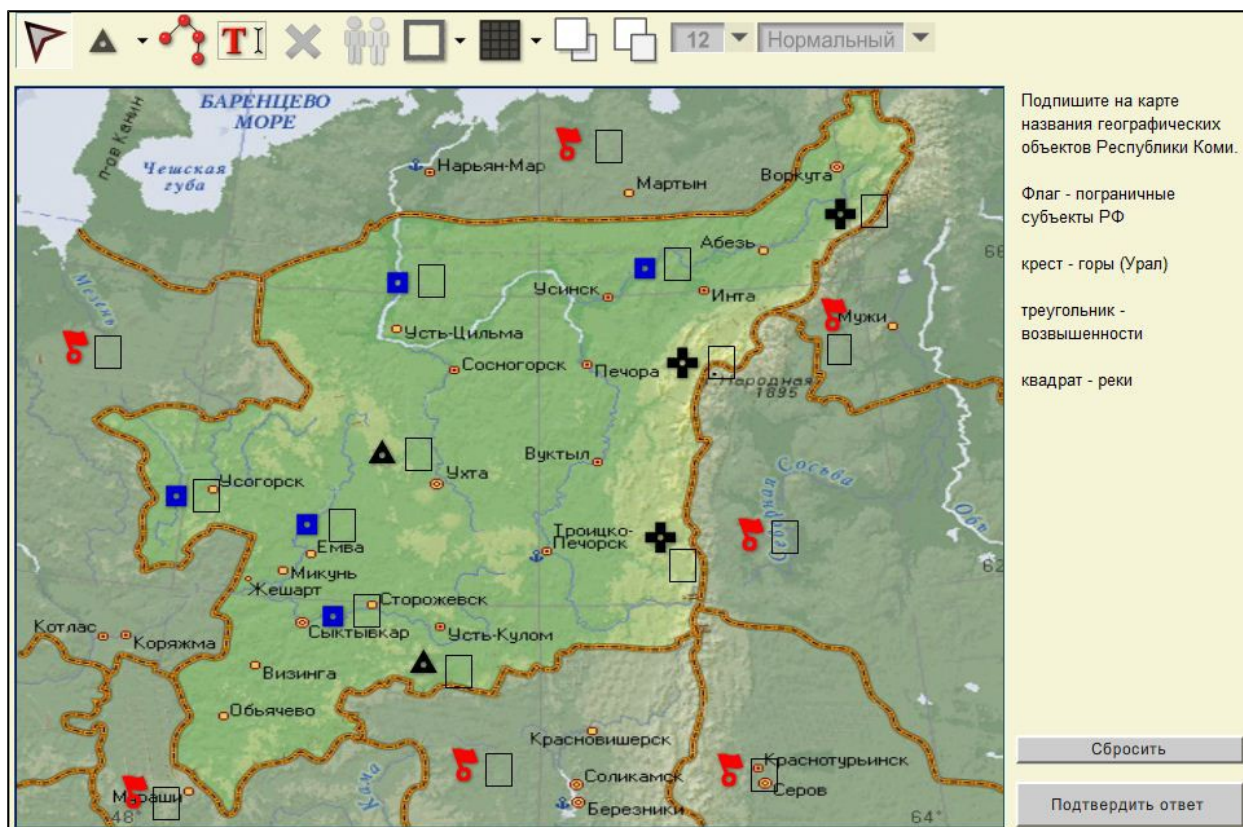 T
12
Нормальный
БАРЕНЦЕВО
МОРЕ
п-ов Канин
Чешская
губа
Нарьян-Мар
Мартын
Воркута
Абезь
66
Мезень
Усинск
Инта
Усть-Цильма
Мужи
Сосногорск
Печора
Народная
1895
Ухта
Вуктыл
Усогорск
Северная Сосьва
Обь
Троицко-
Печорск
Емва
Микунь
62
Жешарт
Сторожевск
Котлас
Коряжма
Сыктывкар
Усть-Кулом
Визинга
Обьячево
Красновишерск
Кама
Соликамск
Краснотурьинск
Серов
Мураши
Березники
48°
64°
Подпишите на карте
названия географических
объектов Республики Коми.
Флаг - пограничные
субъекты РФ
крест - горы (Урал)
треугольник -
возвышенности
квадрат - реки
Сбросить
Подтвердить ответ